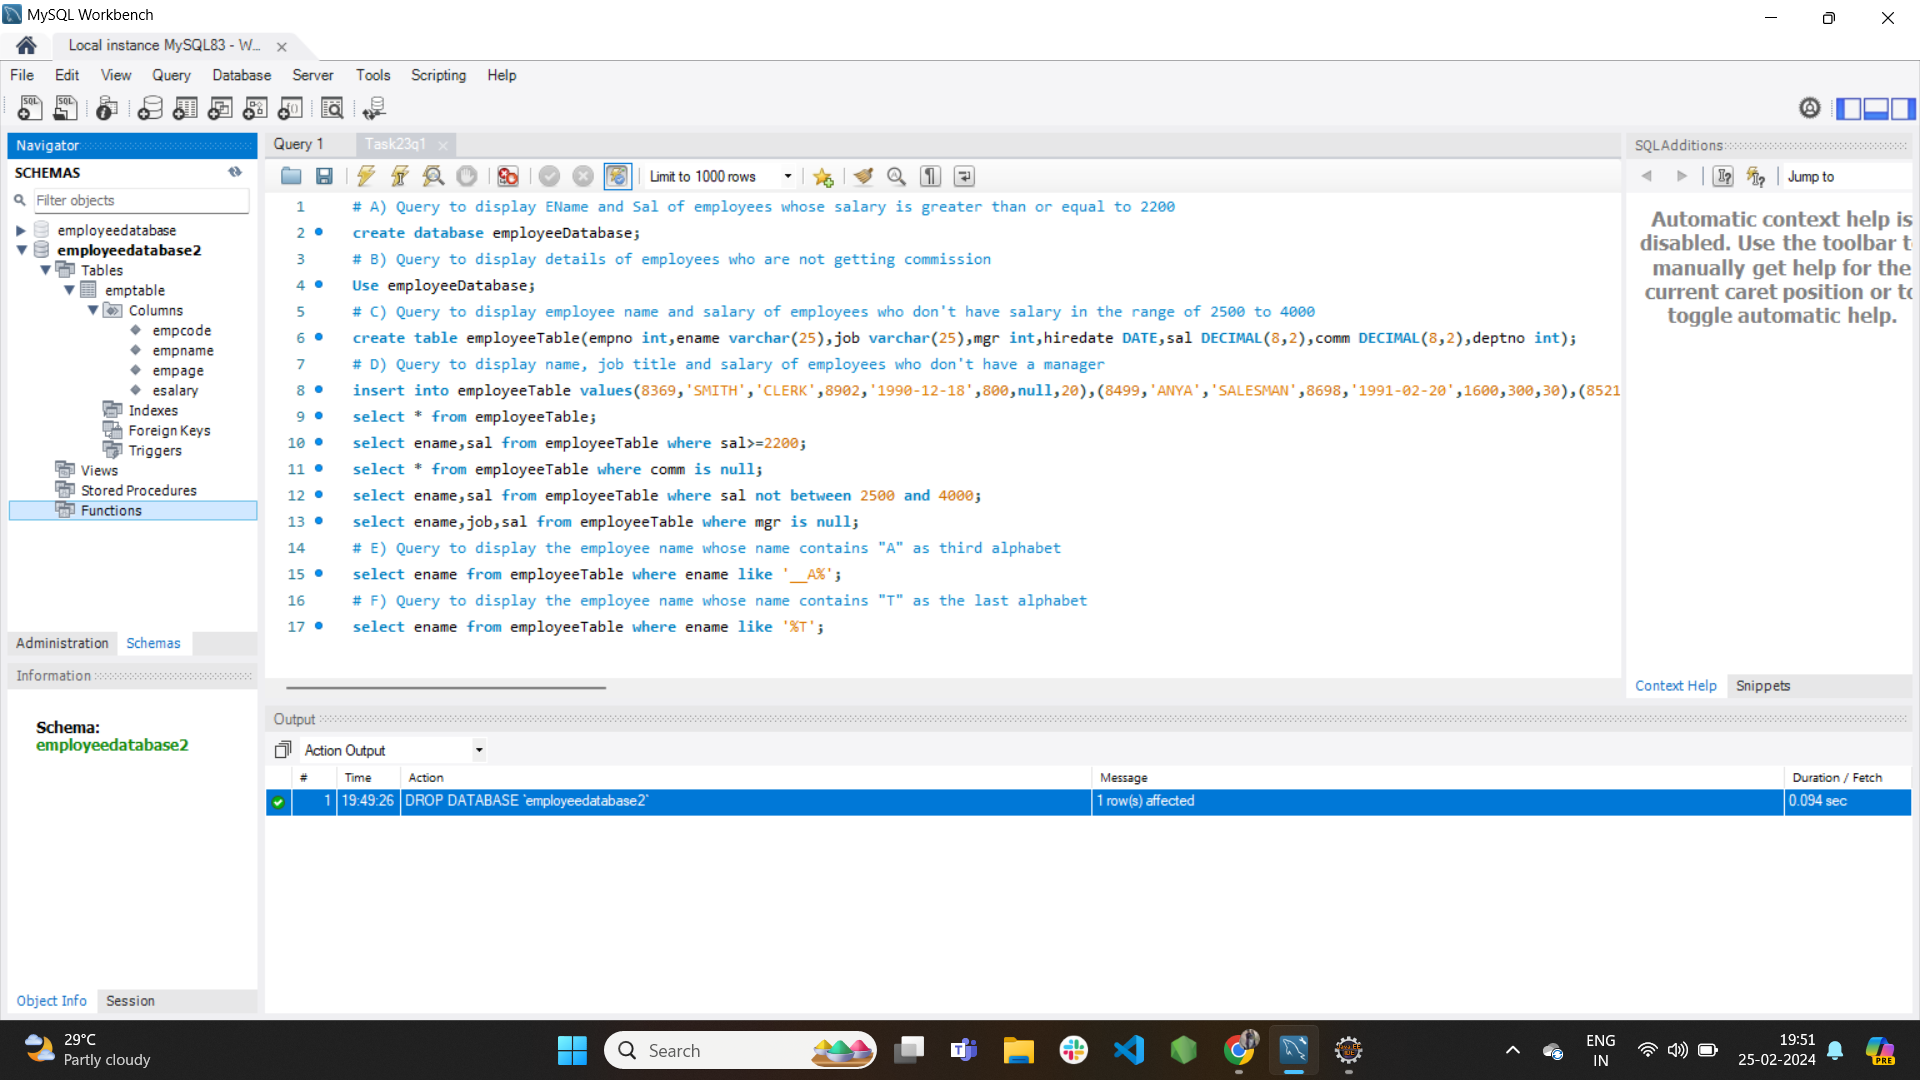 MySQL Workbench
Local instance MySQL83 - W...
File Edit View Query Database Server Tools Scripting Help
Navigator
SCHEMAS
Filter objects
employeedatabase
employeedatabase2
Tables
emptable
Columns
empcode
empname
empage
esalary
Indexes
Foreign Keys
Triggers
Views
Stored Procedures
Functions
Administration Schemas
Information
Schema:
employeedatabase2
Object Info Session
Query 1 Task23q1
Limit to 1000 rows
1 # A) Query to display EName and Sal of employees whose salary is greater than or equal to 2200
2 create database employeeDatabase;
3 # B) Query to display details of employees who are not getting commission
4 Use employeeDatabase;
5 # C) Query to display employee name and salary of employees who don't have salary in the range of 2500 to 4000
6 create table employeeTable(empno int,ename varchar(25),job varchar(25),mgr int,hiredate DATE,sal DECIMAL(8,2),comm DECIMAL(8,2),deptno int);
7 # D) Query to display name, job title and salary of employees who don't have a manager
8 insert into employeeTable values(8369,'SMITH','CLERK',8902,'1990-12-18',800,null,20),(8499,'ANYA','SALESMAN',8698,'1991-02-20',1600,300,30),(8521
9 select * from employeeTable;
10 select ename,sal from employeeTable where sal>=2200;
11 select * from employeeTable where comm is null;
12 select ename,sal from employeeTable where sal not between 2500 and 4000;
13 select ename,job,sal from employeeTable where mgr is null;
14 # E) Query to display the employee name whose name contains "A" as third alphabet
15 select ename from employeeTable where ename like '__A%';
16 # F) Query to display the employee name whose name contains "T" as the last alphabet
17 select ename from employeeTable where ename like '%T';
SQLAdditions
Jump to
Automatic context help is
disabled. Use the toolbar t
manually get help for the
current caret position or to
toggle automatic help.
Context Help Snippets
Output
Action Output
# Time Action Message Duration / Fetch
1 19:49:26 DROP DATABASE `employeedatabase2` 1 row(s) affected 0.094 sec
29°C
Partly cloudy
Search
ENG
IN
19:51
25-02-2024
PRE